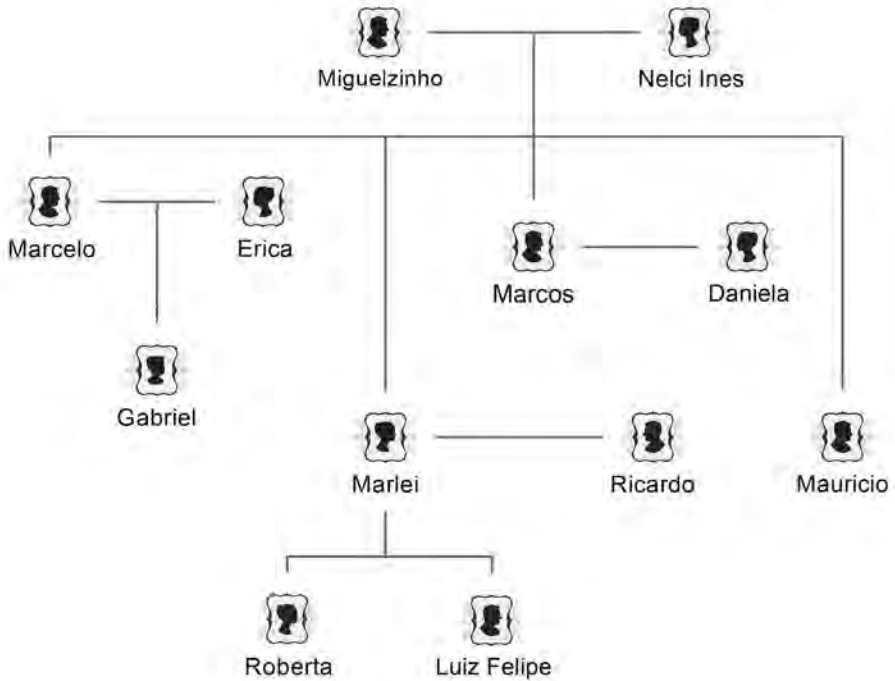 Miguelzinho
Nelci Ines
Marcelo
Erica
Marcos
Daniela
Gabriel
Marlei
Ricardo
Mauricio
Roberta
Luiz Felipe